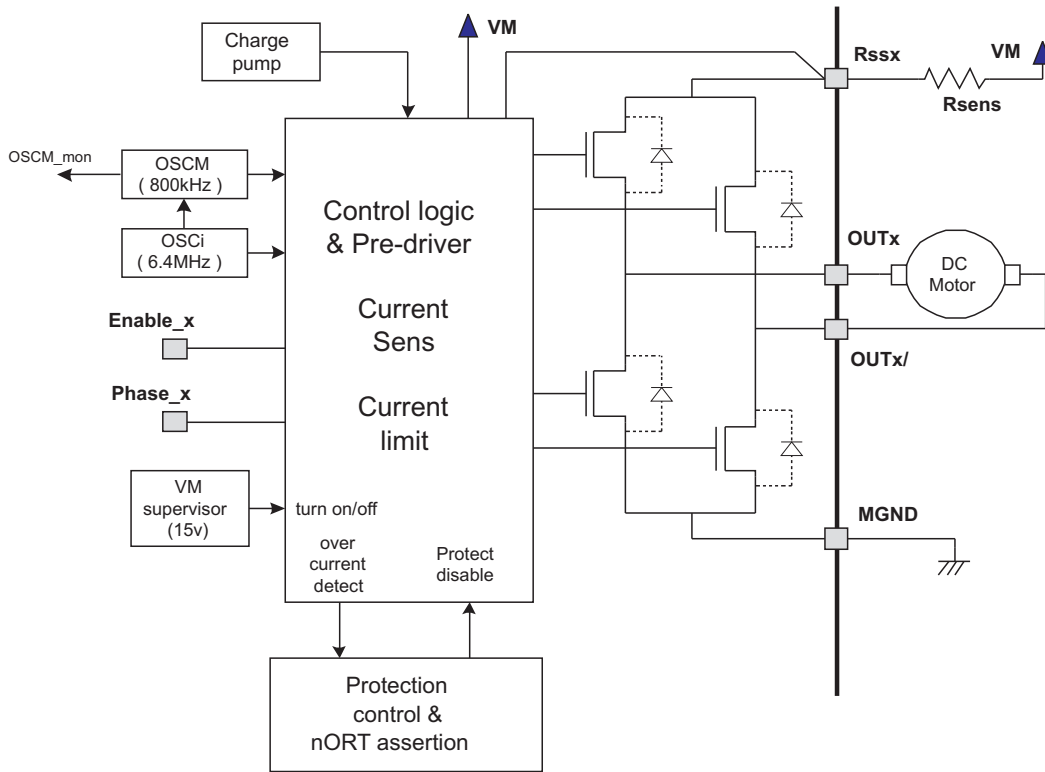 Charge
pump
VM
Rssx
VM
Rsens
OSCM_mon
OSCM
( 800kHz )
OSCi
( 6.4MHz )
Control logic
& Pre-driver
Current
Sens
Current
limit
Enable_x
Phase_x
OUTx
DC
Motor
OUTx/
VM
supervisor
(15v)
turn on/off
over
current
detect
Protect
disable
MGND
Protection
control &
nORT assertion